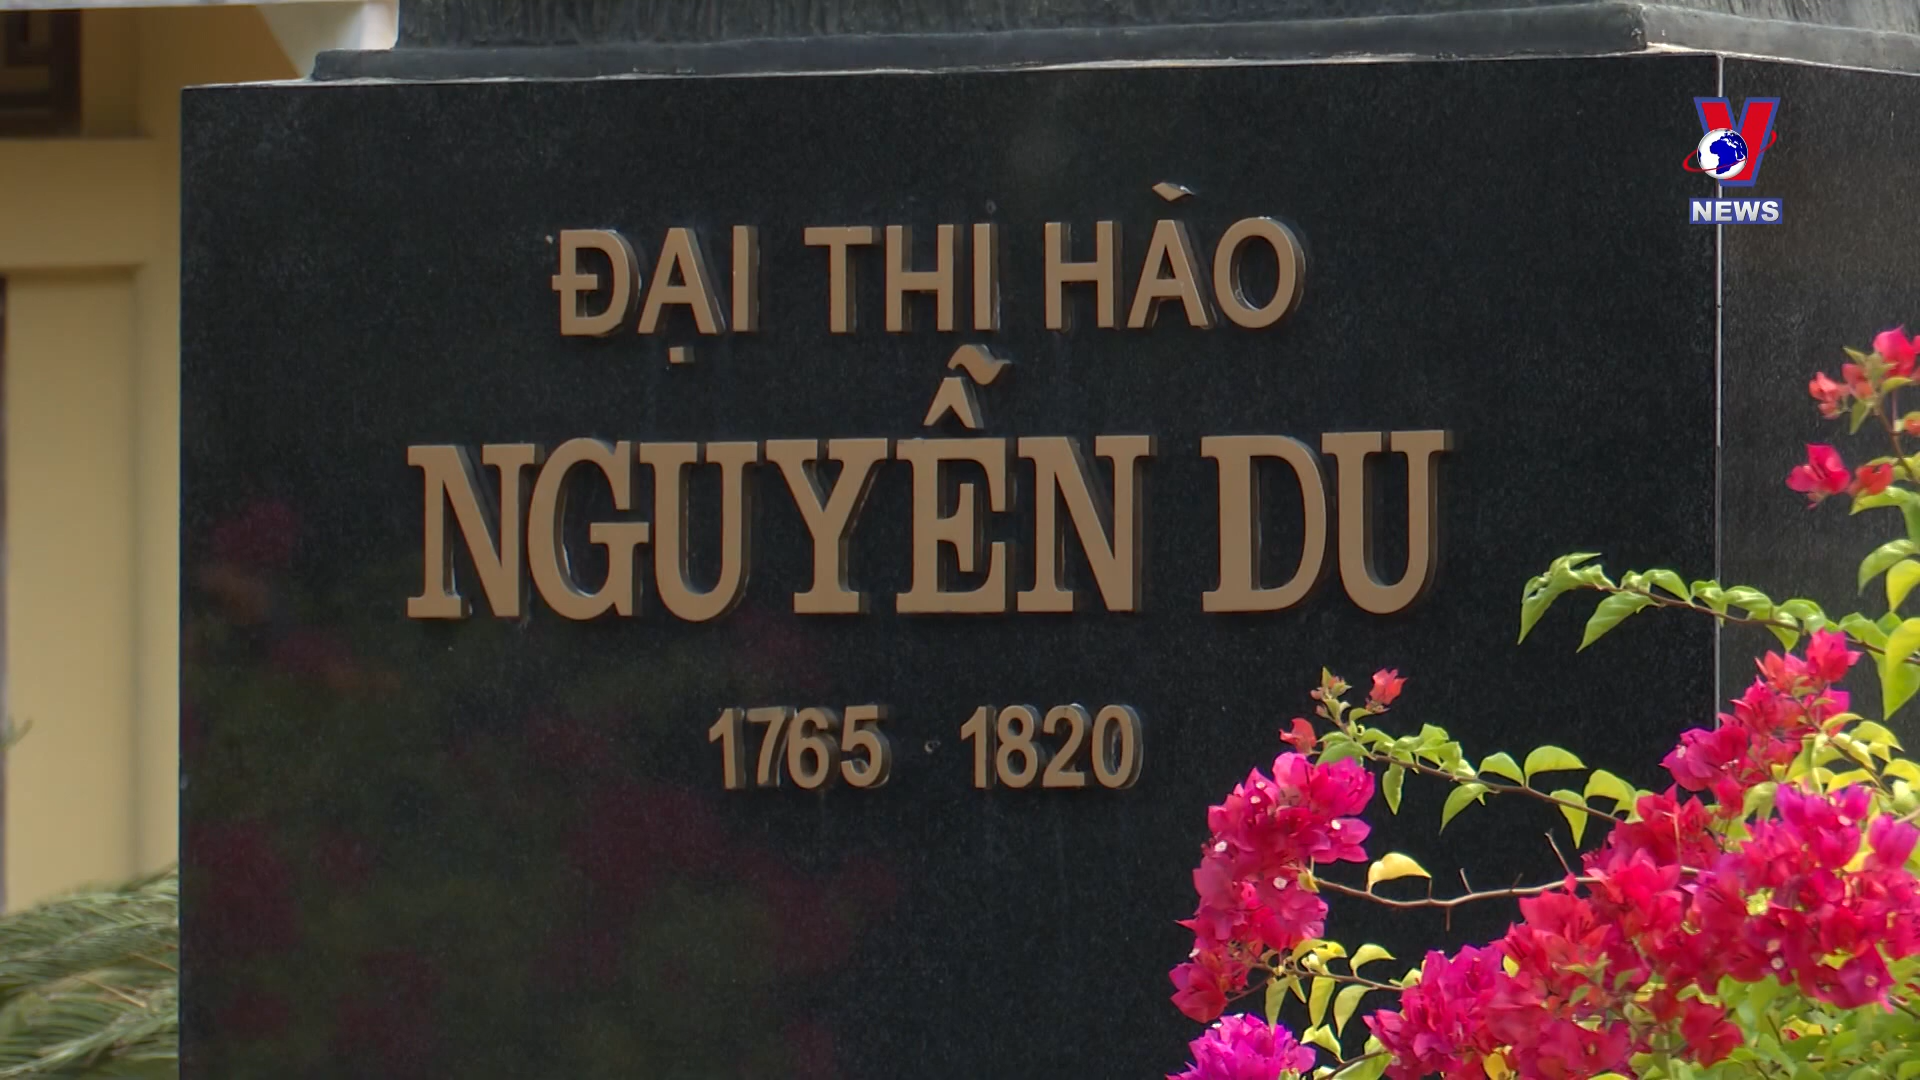 V
NEWS
ĐẠI THI HÀO
NGUYỄN DU
1765 1820